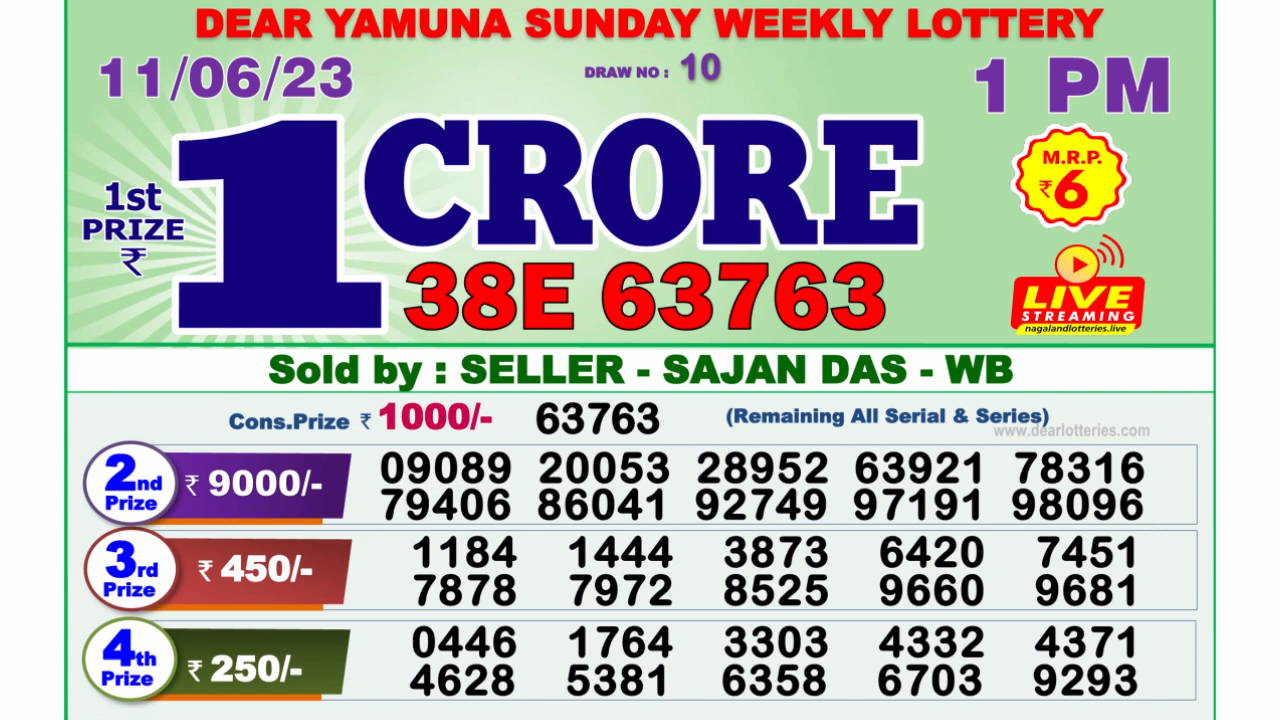 DEAR YAMUNA SUNDAY WEEKLY LOTTERY
11/06/23 DRAW NO : 10 1 PM
1st PRIZE ₹ 1 CRORE
M.R.P. ₹6
38E 63763
LIVE STREAMING
nagalandlotteries.live
Sold by : SELLER - SAJAN DAS - WB
Cons.Prize ₹ 1000/- 63763 (Remaining All Serial & Series)
www.dearlotteries.com
2nd Prize ₹ 9000/-
09089 20053 28952 63921 78316
79406 86041 92749 97191 98096
3rd Prize ₹ 450/-
1184 1444 3873 6420 7451
7878 7972 8525 9660 9681
4th Prize ₹ 250/-
0446 1764 3303 4332 4371
4628 5381 6358 6703 9293